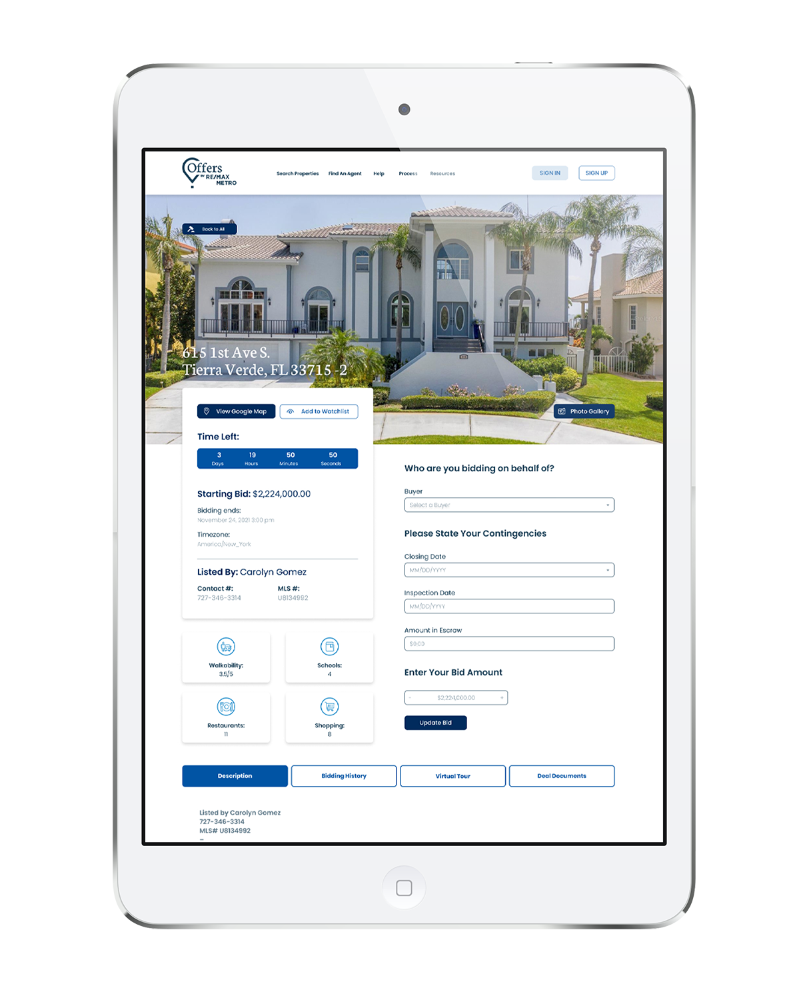 Offers
BY RE/MAX
METRO
Search Properties Find An Agent Help Process Resources
SIGN IN SIGN UP
Back to All
615 1st Ave S.
Tierra Verde, FL 33715 -2
View Google Map Add to Watchlist
Photo Gallery
Time Left:
3 19 50 50
Days Hours Minutes Seconds
Starting Bid: $2,224,000.00
Bidding ends:
November 24, 2021 3:00 pm
Timezone:
America/New_York
Listed By: Carolyn Gomez
Contact #: MLS #:
727-346-3314 U8134992
Walkability:
3.5/5
Schools:
4
Restaurants:
11
Shopping:
8
Who are you bidding on behalf of?
Buyer
Select a Buyer
Please State Your Contingencies
Closing Date
MM/DD/YYYY
Inspection Date
MM/DD/YYYY
Amount in Escrow
$0.00
Enter Your Bid Amount
- $2,224,000.00 +
Update Bid
Description Bidding History Virtual Tour Deal Documents
Listed by Carolyn Gomez
727-346-3314
MLS# U8134992